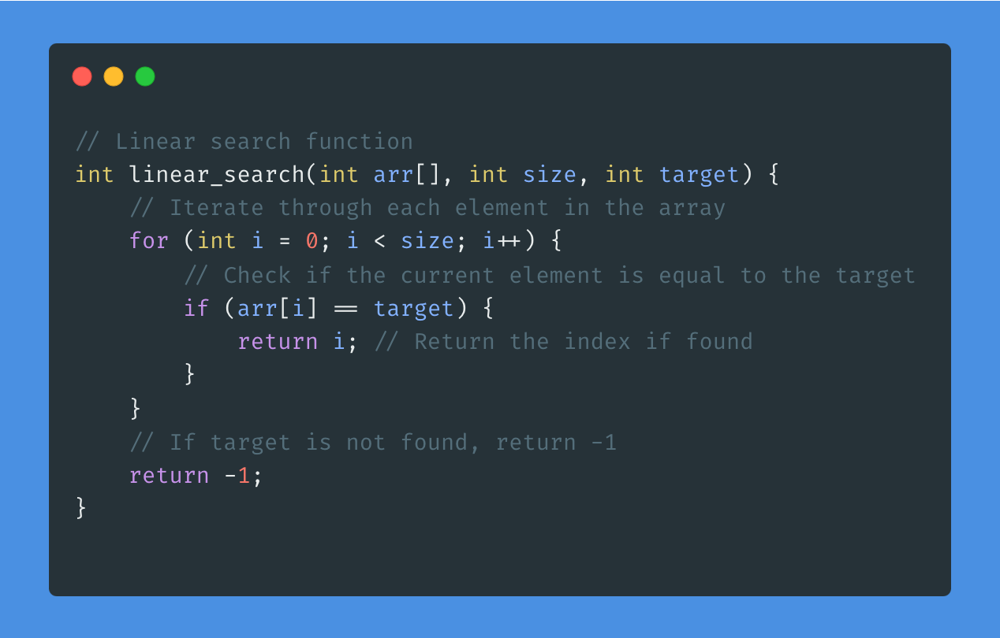 // Linear search function
int linear_search(int arr[], int size, int target) {
    // Iterate through each element in the array
    for (int i = 0; i < size; i++) {
        // Check if the current element is equal to the target
        if (arr[i] == target) {
            return i; // Return the index if found
        }
    }
    // If target is not found, return -1
    return -1;
}